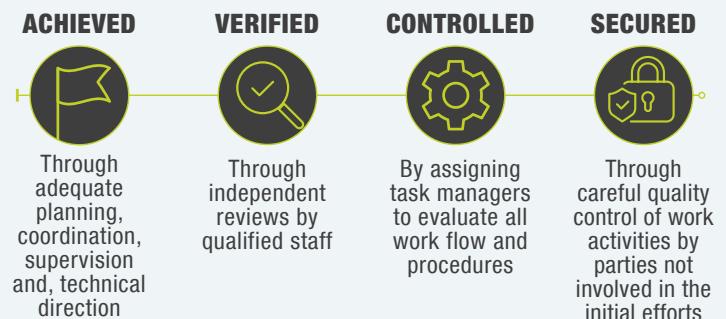 ACHIEVED
Through
adequate
planning,
coordination,
supervision
and, technical
direction
VERIFIED
Through
independent
reviews by
qualified staff
CONTROLLED
By assigning
task managers
to evaluate all
work flow and
procedures
SECURED
Through
careful quality
control of work
activities by
parties not
involved in the
initial efforts